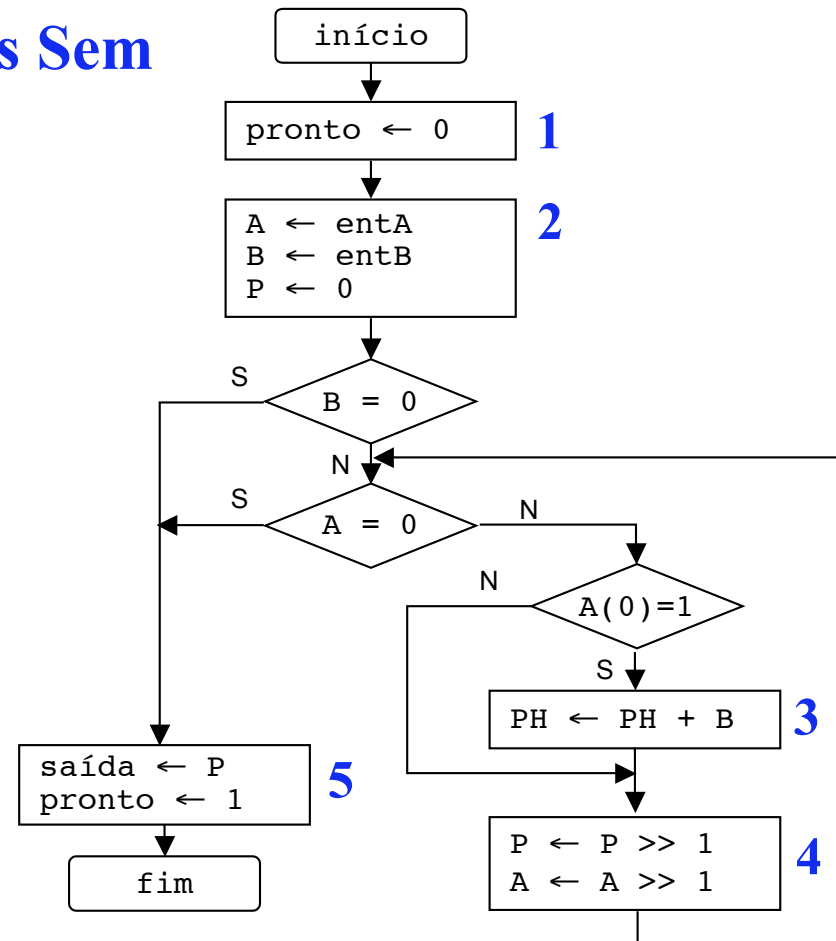 s Sem
início
pronto ← 0
1
A ← entA
B ← entB
P ← 0
2
S
B = 0
N
S
A = 0
N
N
A(0)=1
S
PH ← PH + B
3
saída ← P
pronto ← 1
5
P ← P >> 1
A ← A >> 1
4
fim